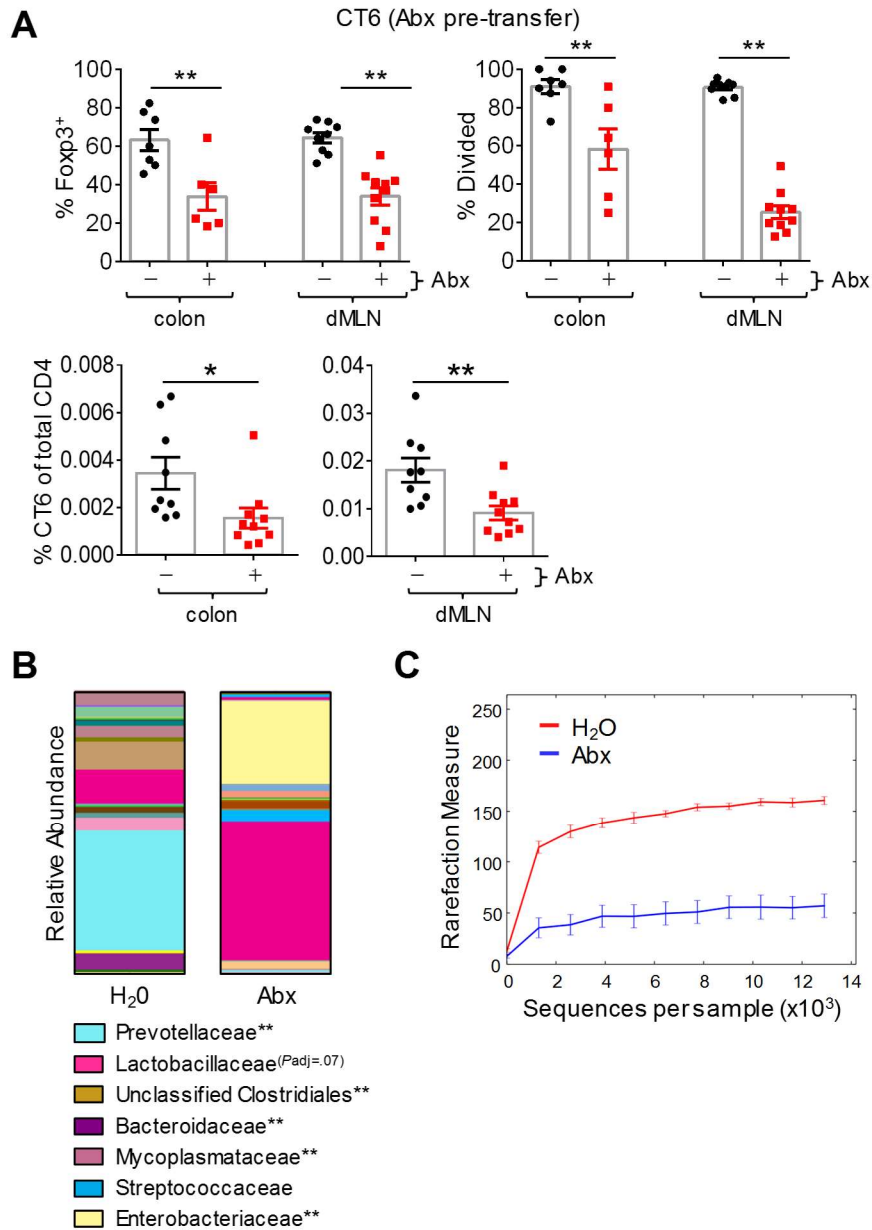 A
CT6 (Abx pre-transfer)
** **
100
80
60
40
20
0
% Foxp3+
− + − + } Abx
colon dMLN
** **
100
80
60
40
20
0
% Divided
− + − + } Abx
colon dMLN
*
0.008
0.006
0.004
0.002
0.000
% CT6 of total CD4
− +
colon
**
0.04
0.03
0.02
0.01
0.00
− + } Abx
dMLN
B
Relative Abundance
H20 Abx
Prevotellaceae**
Lactobacillaceae(Padj=.07)
Unclassified Clostridiales**
Bacteroidaceae**
Mycoplasmataceae**
Streptococcaceae
Enterobacteriaceae**
C
250
200
150
100
50
0
Rarefaction Measure
H2O
Abx
0 2 4 6 8 10 12 14
Sequences per sample (x10³)